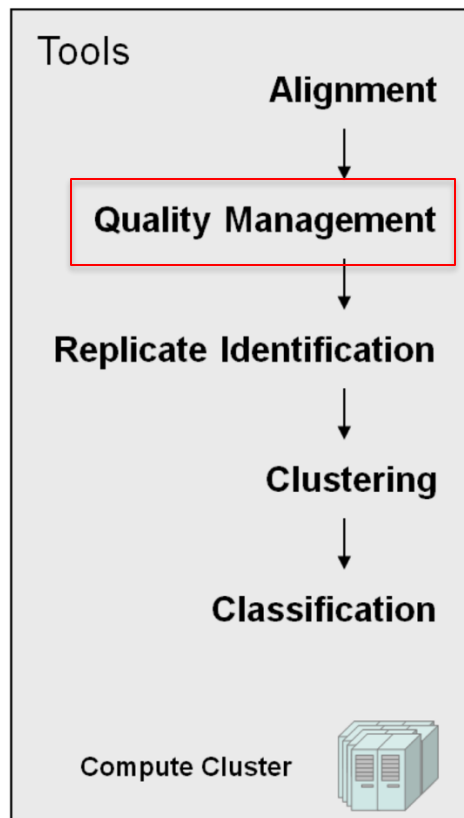 Tools
Alignment
Quality Management
Replicate Identification
Clustering
Classification
Compute Cluster